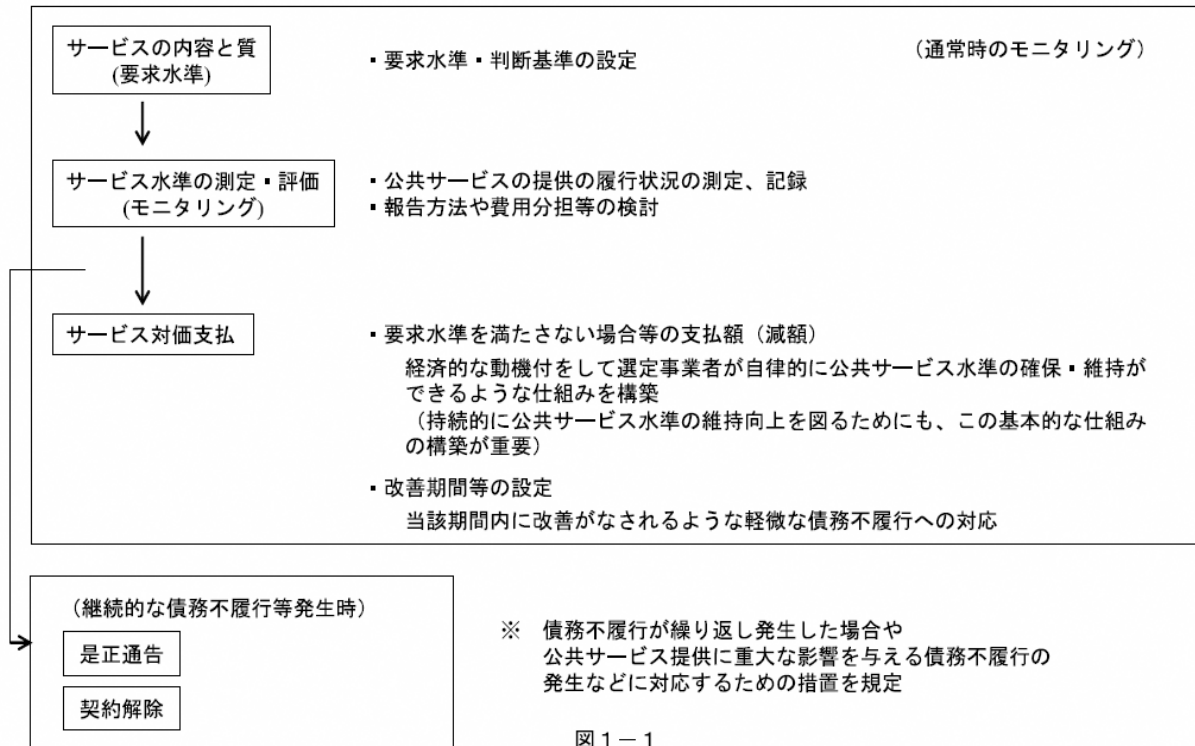 サービスの内容と質
(要求水準)
・要求水準・判断基準の設定
（通常時のモニタリング）
サービス水準の測定・評価
(モニタリング)
・公共サービスの提供の履行状況の測定、記録
・報告方法や費用分担等の検討
サービス対価支払
・要求水準を満たさない場合等の支払額（減額）
経済的な動機付をして選定事業者が自律的に公共サービス水準の確保・維持が
できるような仕組みを構築
（持続的に公共サービス水準の維持向上を図るためにも、この基本的な仕組み
の構築が重要）
・改善期間等の設定
当該期間内に改善がなされるような軽微な債務不履行への対応
（継続的な債務不履行等発生時）
是正通告
契約解除
※　債務不履行が繰り返し発生した場合や
公共サービス提供に重大な影響を与える債務不履行の
発生などに対応するための措置を規定
図１－１